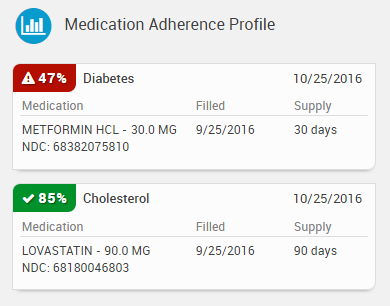 Medication Adherence Profile
47% Diabetes 10/25/2016
Medication Filled Supply
METFORMIN HCL - 30.0 MG 9/25/2016 30 days
NDC: 68382075810
85% Cholesterol 10/25/2016
Medication Filled Supply
LOVASTATIN - 90.0 MG 9/25/2016 90 days
NDC: 68180046803